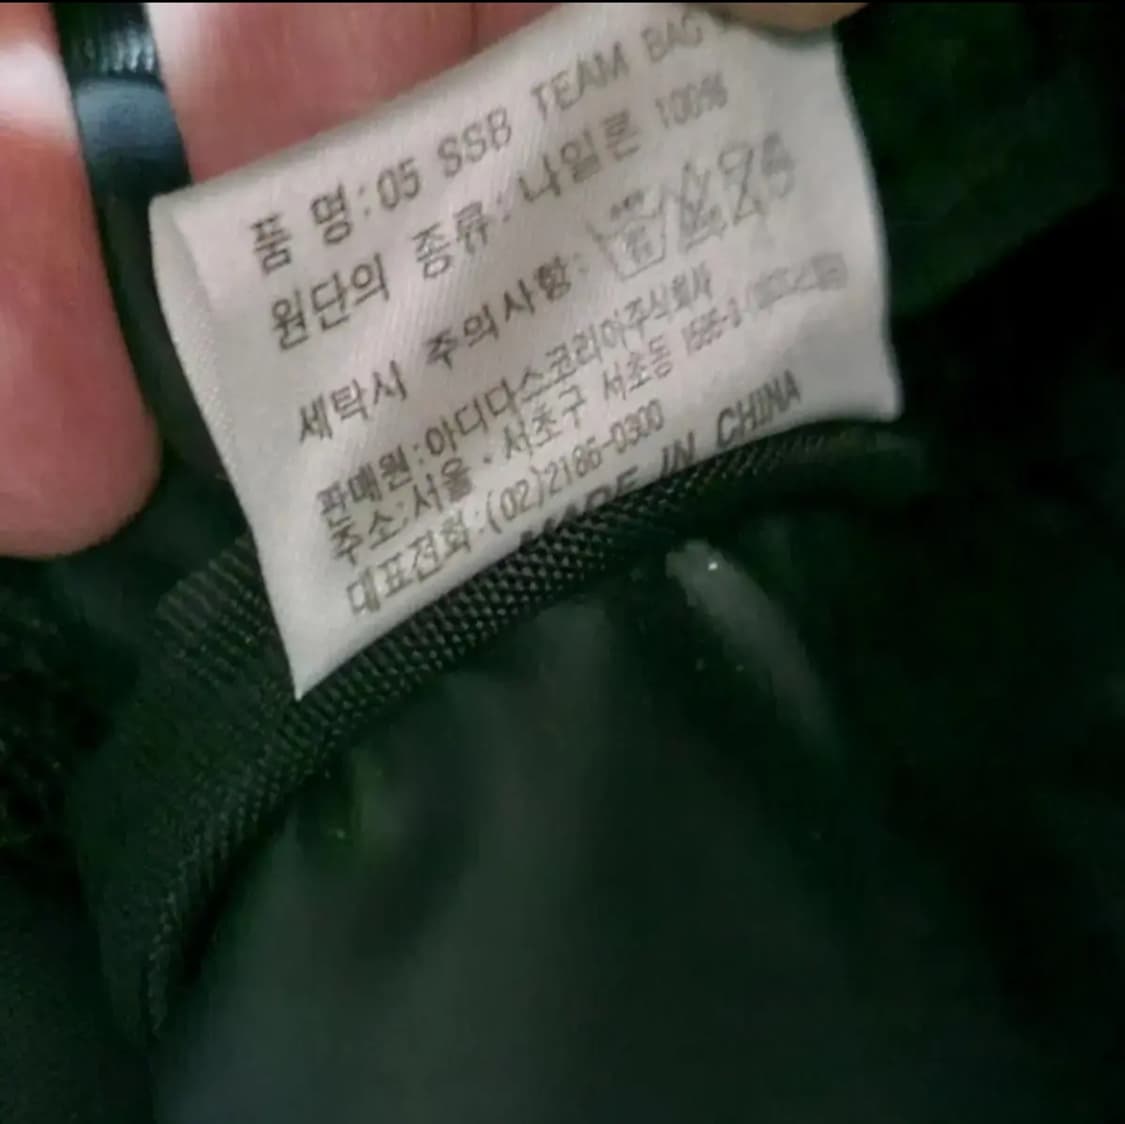 품 명:05 SSB TEAM BAG
원단의 종류:나일론 100%
세탁시 주의사항:
판매원:아디다스코리아주식회사
주소:서울·서초구 서초동
대표전화:(02)2186-0300
MADE IN CHINA